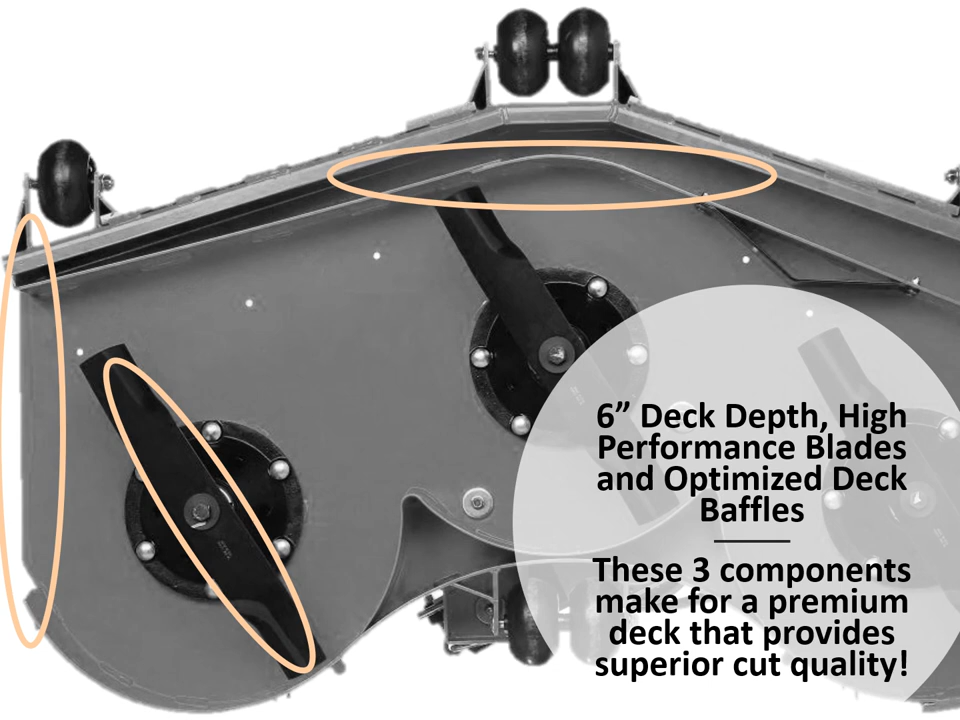 6” Deck Depth, High
Performance Blades
and Optimized Deck
Baffles
These 3 components
make for a premium
deck that provides
superior cut quality!